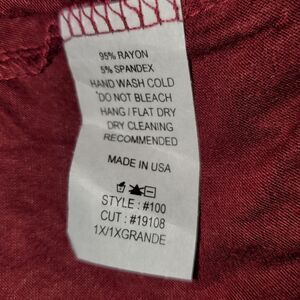 95% RAYON
5% SPANDEX
HAND WASH COLD
*DO NOT BLEACH
HANG / FLAT DRY
DRY CLEANING
RECOMMENDED
MADE IN USA
STYLE : #100
CUT : #19108
1X/1XGRANDE